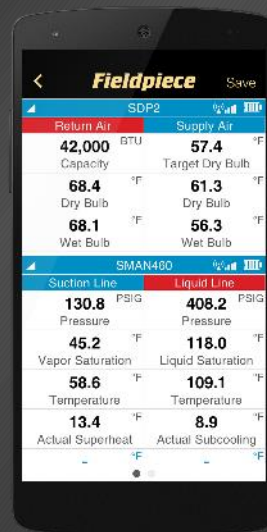 Fieldpiece Save
SDP2
Return Air Supply Air
42,000 BTU 57.4 °F
Capacity Target Dry Bulb
68.4 °F 61.3 °F
Dry Bulb Dry Bulb
68.1 °F 56.3 °F
Wet Bulb Wet Bulb
SMAN460
Suction Line Liquid Line
130.8 PSIG 408.2 PSIG
Pressure Pressure
45.2 °F 118.0 °F
Vapor Saturation Liquid Saturation
58.6 °F 109.1 °F
Temperature Temperature
13.4 °F 8.9 °F
Actual Superheat Actual Subcooling
- °F - °F